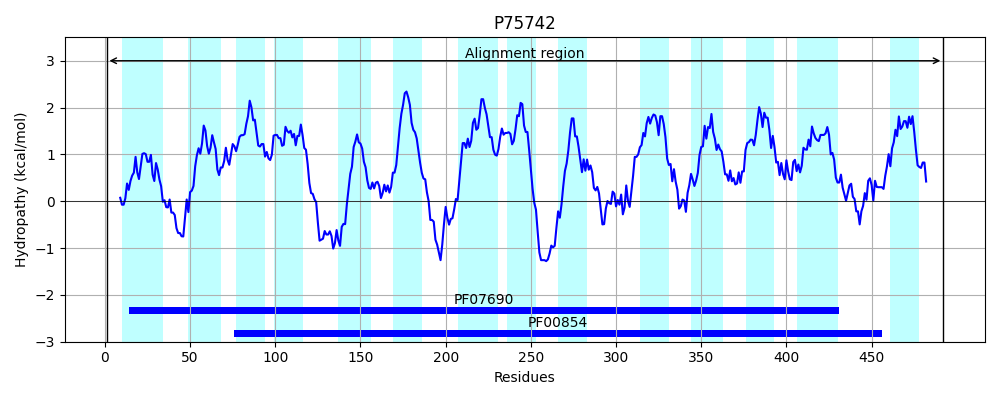 P75742
Alignment region
3
2
1
0
−1
−2
−3
Hydropathy (kcal/mol)
PF07690
PF00854
0 50 100 150 200 250 300 350 400 450
Residues